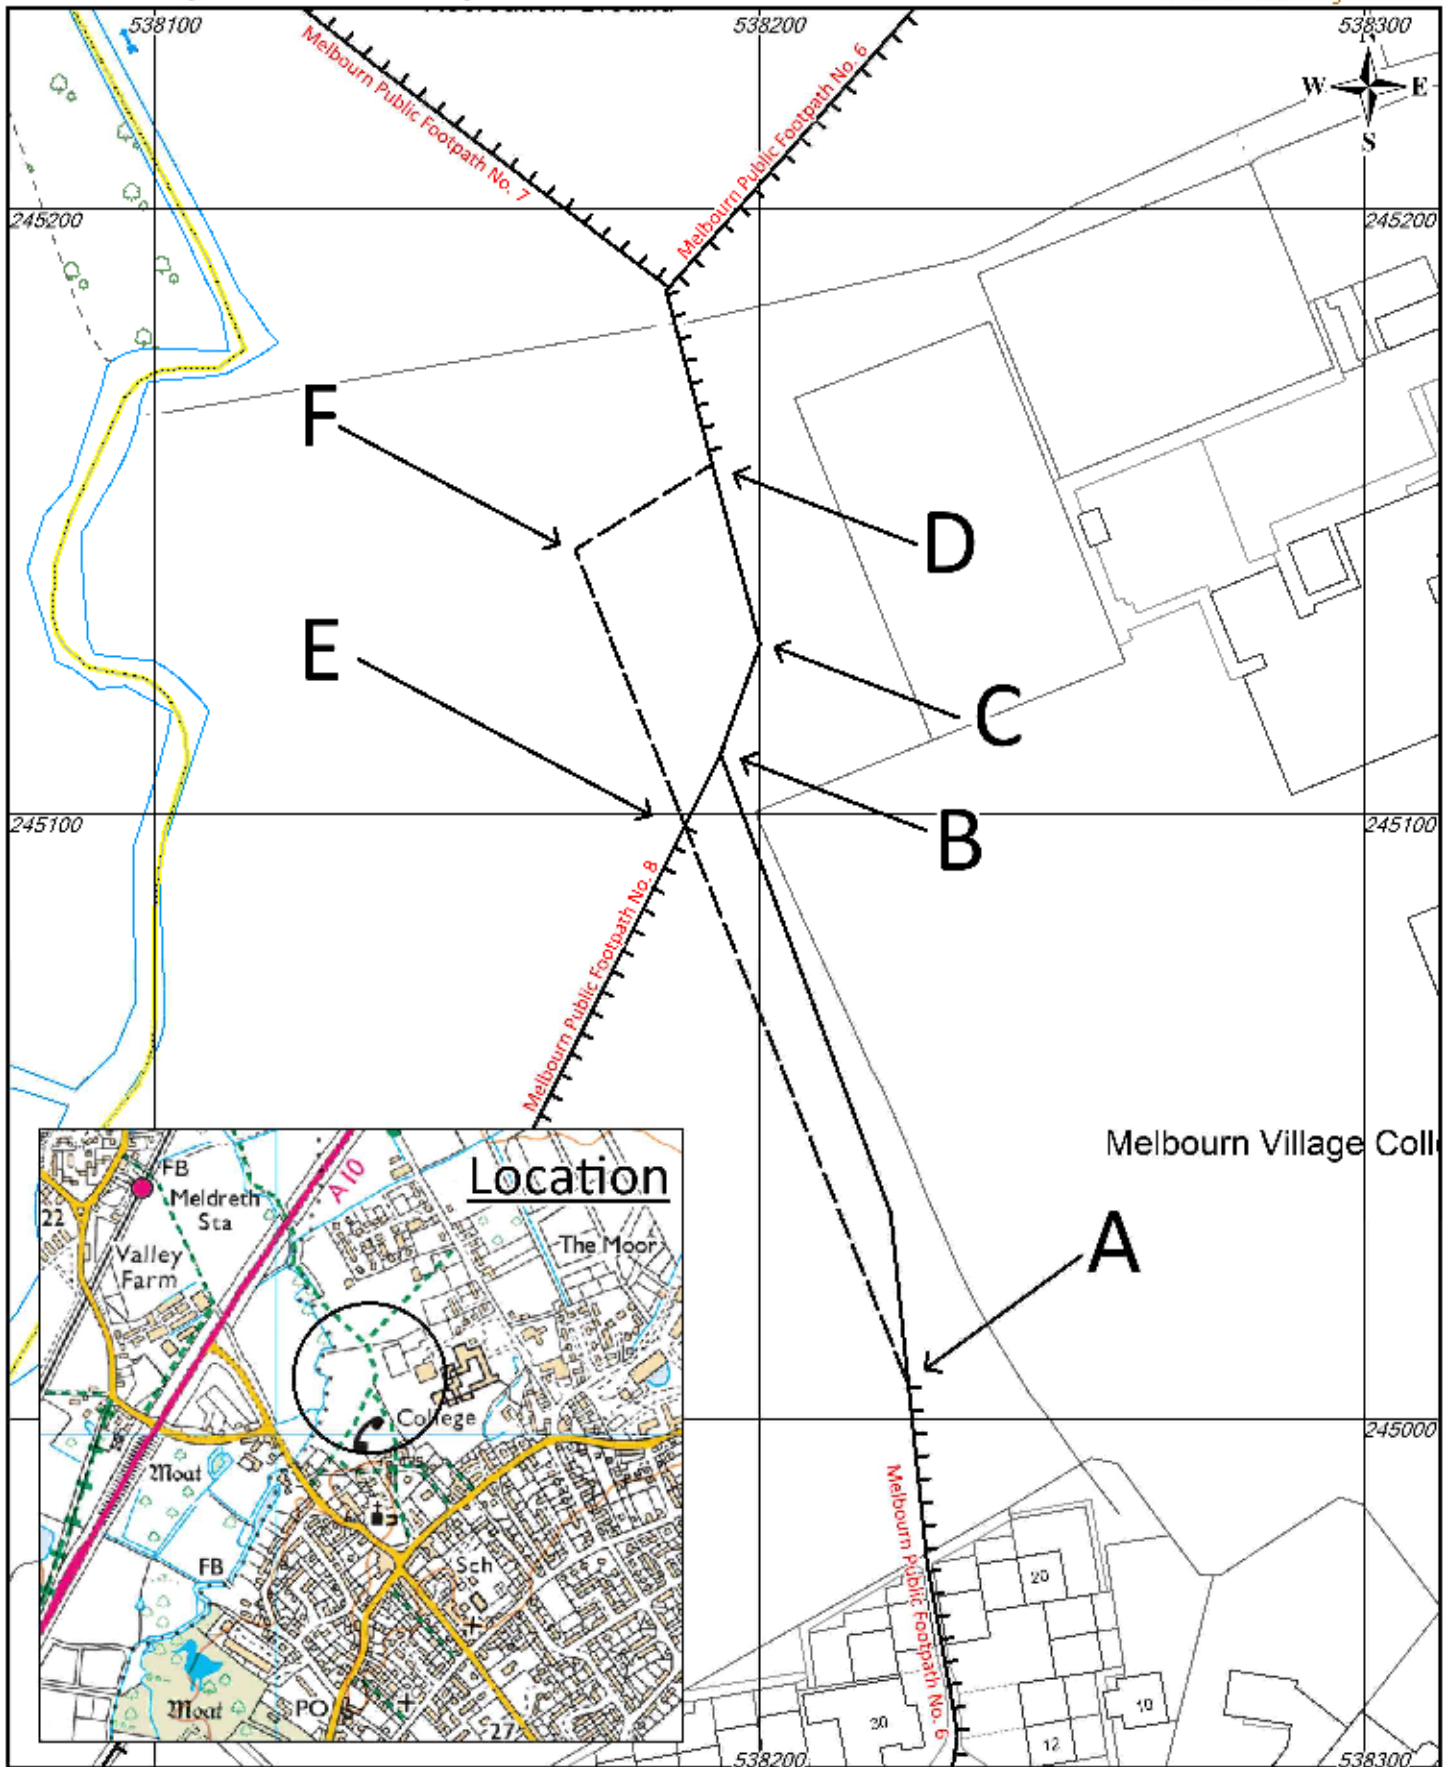 538100
538200
538300
N
W
E
S
Melbourn Public Footpath No. 7
Melbourn Public Footpath No. 6
245200
245200
F
D
E
C
B
245100
245100
Melbourn Public Footpath No. 8
Melbourn Village Coll
A
Location
FB
A10
Meldreth
Sta
22
The Moor
Valley
Farm
College
245000
Moat
Melbourn Public Footpath No. 6
Sch
FB
20
Moat
PO
27
20
10
12
538200
538300